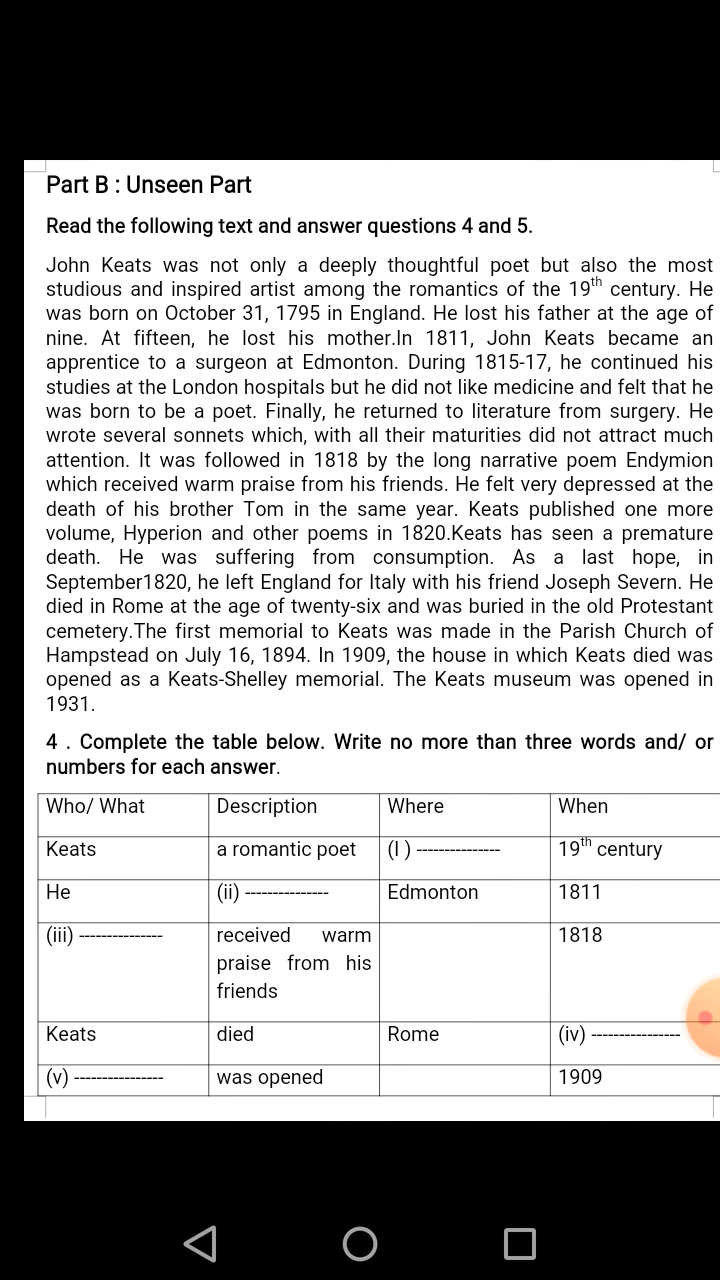 Part B : Unseen Part
Read the following text and answer questions 4 and 5.
John Keats was not only a deeply thoughtful poet but also the most
studious and inspired artist among the romantics of the 19th century. He
was born on October 31, 1795 in England. He lost his father at the age of
nine. At fifteen, he lost his mother.In 1811, John Keats became an
apprentice to a surgeon at Edmonton. During 1815-17, he continued his
studies at the London hospitals but he did not like medicine and felt that he
was born to be a poet. Finally, he returned to literature from surgery. He
wrote several sonnets which, with all their maturities did not attract much
attention. It was followed in 1818 by the long narrative poem Endymion
which received warm praise from his friends. He felt very depressed at the
death of his brother Tom in the same year. Keats published one more
volume, Hyperion and other poems in 1820.Keats has seen a premature
death. He was suffering from consumption. As a last hope, in
September1820, he left England for Italy with his friend Joseph Severn. He
died in Rome at the age of twenty-six and was buried in the old Protestant
cemetery.The first memorial to Keats was made in the Parish Church of
Hampstead on July 16, 1894. In 1909, the house in which Keats died was
opened as a Keats-Shelley memorial. The Keats museum was opened in
1931.
4 . Complete the table below. Write no more than three words and/ or
numbers for each answer.
Who/ What Description Where When
Keats a romantic poet (I ) --------------- 19th century
He (ii) --------------- Edmonton 1811
(iii) --------------- received warm 1818
praise from his
friends
Keats died Rome (iv) ----------------
(v) ---------------- was opened 1909